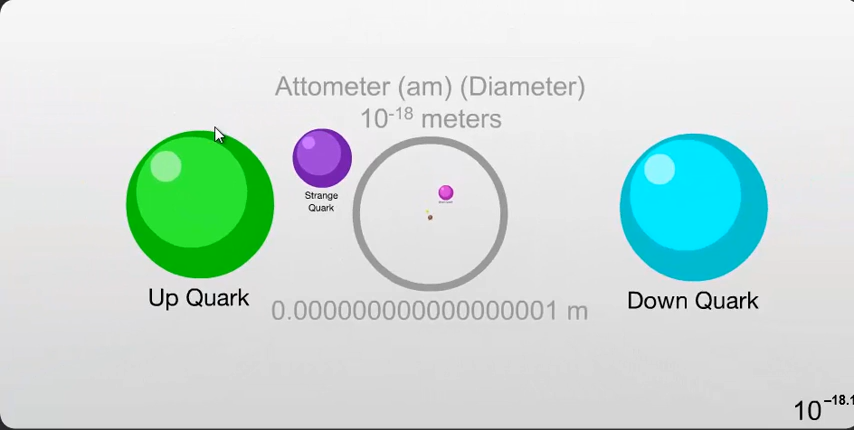 Attometer (am) (Diameter)
10⁻¹⁸ meters
Strange
Quark
Up Quark
Down Quark
0.000000000000000001 m
10⁻¹⁸·¹